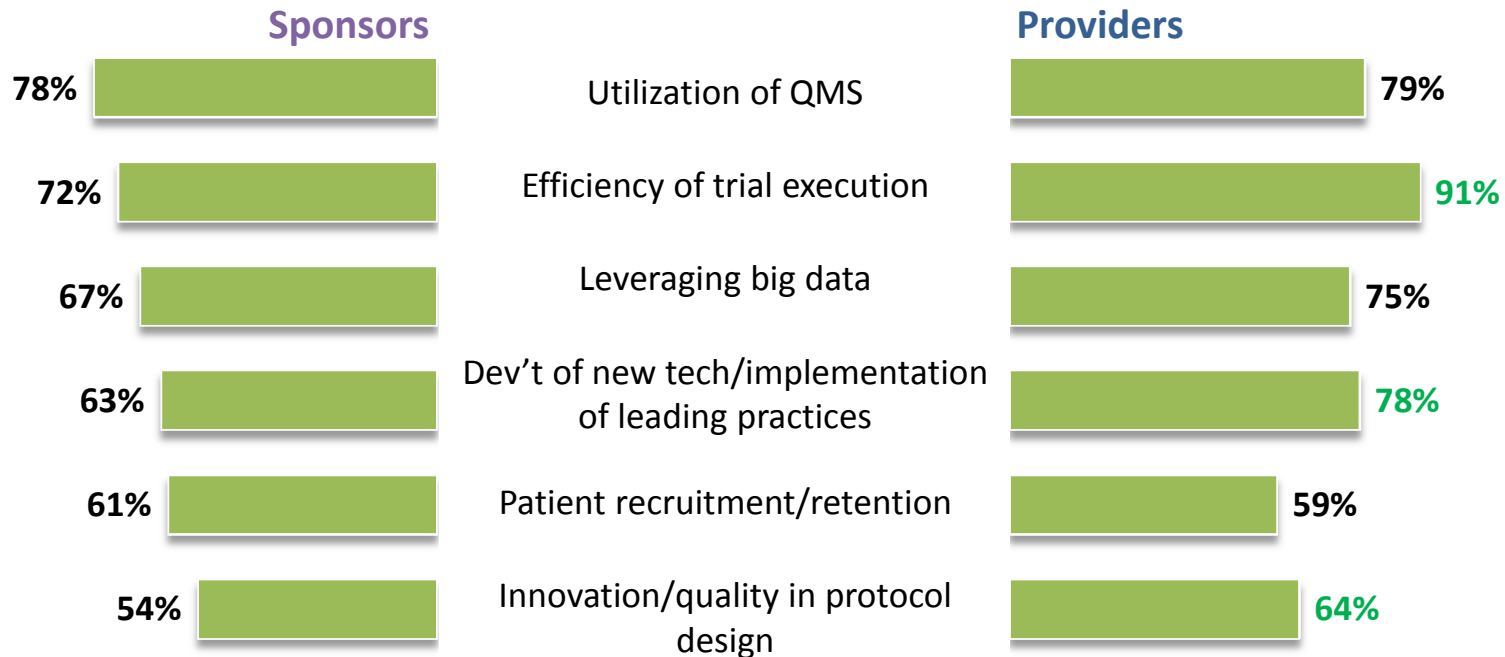 Sponsors
Providers
78%
Utilization of QMS
79%
72%
Efficiency of trial execution
91%
67%
Leveraging big data
75%
63%
Dev’t of new tech/implementation
of leading practices
78%
61%
Patient recruitment/retention
59%
54%
Innovation/quality in protocol
design
64%